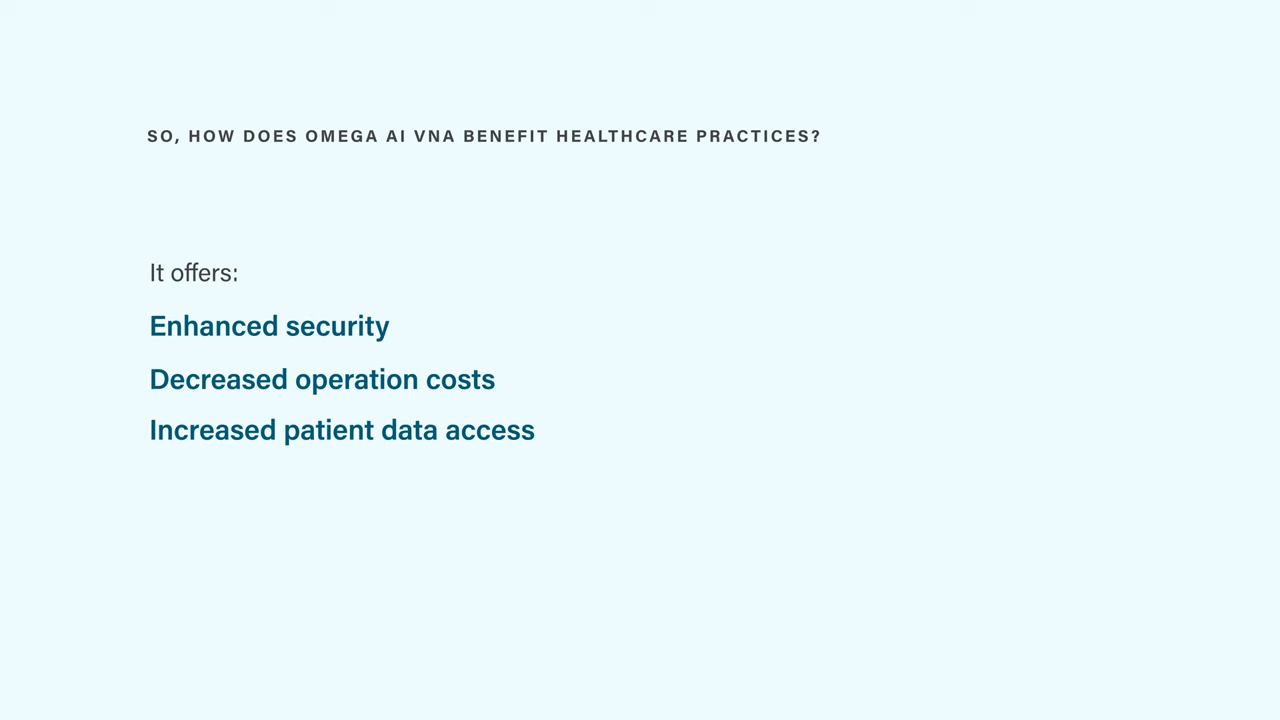 SO, HOW DOES OMEGA AI VNA BENEFIT HEALTHCARE PRACTICES?
It offers:
Enhanced security
Decreased operation costs
Increased patient data access